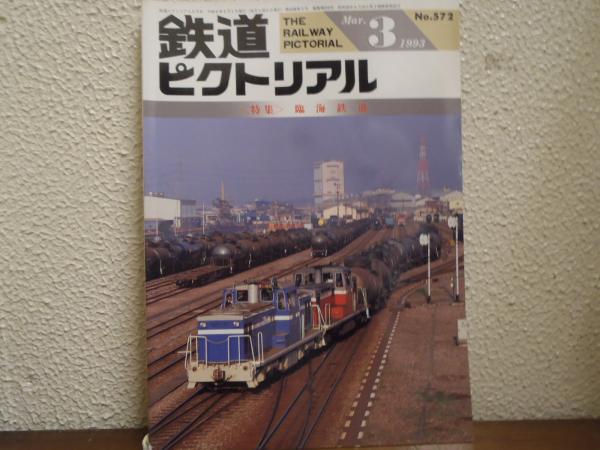 鉄道
ピクトリアル
THE
RAILWAY
PICTORIAL
Mar.
3
1993
No.572
<特集> 臨海鉄道